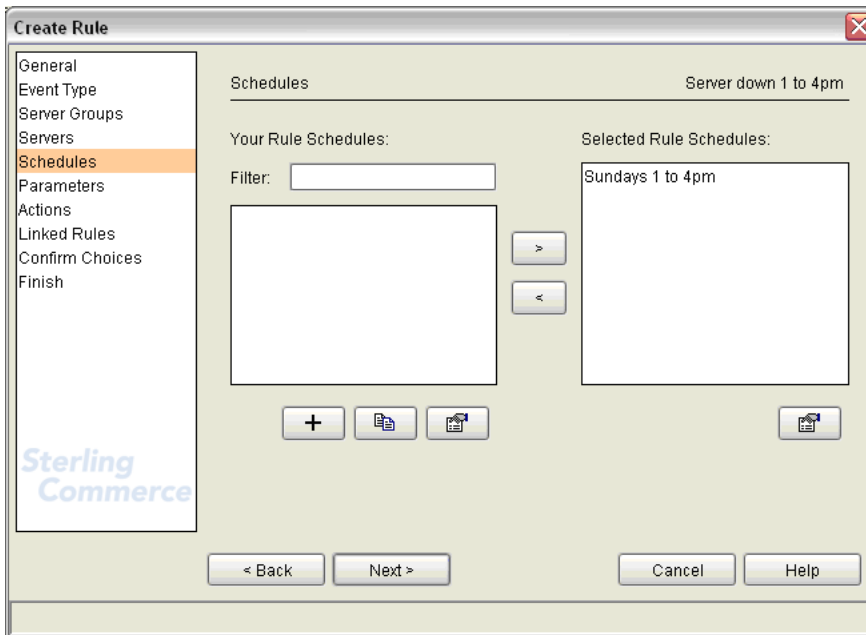 Create Rule
General
Event Type
Server Groups
Servers
Schedules
Parameters
Actions
Linked Rules
Confirm Choices
Finish
Sterling
Commerce
Schedules
Server down 1 to 4pm
Your Rule Schedules:
Filter:
Selected Rule Schedules:
Sundays 1 to 4pm
>
<
+
< Back
Next >
Cancel
Help